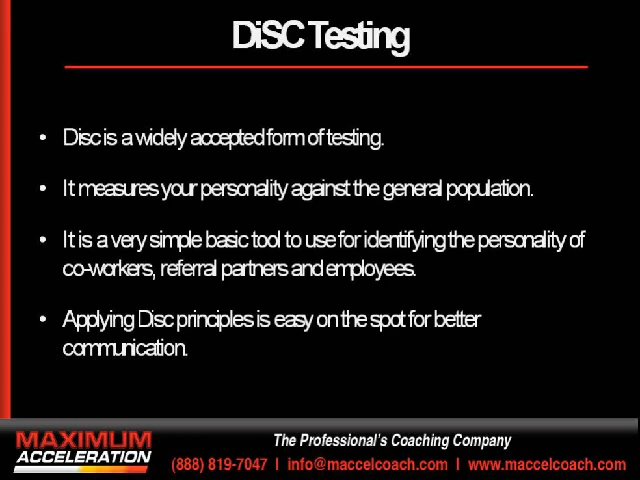 DiSC Testing
• Disc is a widely accepted form of testing.
• It measures your personality against the general population.
• It is a very simple basic tool to use for identifying the personality of
co-workers, referral partners and employees.
• Applying Disc principles is easy on the spot for better
communication.
MAXIMUM
ACCELERATION
The Professional's Coaching Company
(888) 819-7047 | info@maccelcoach.com | www.maccelcoach.com